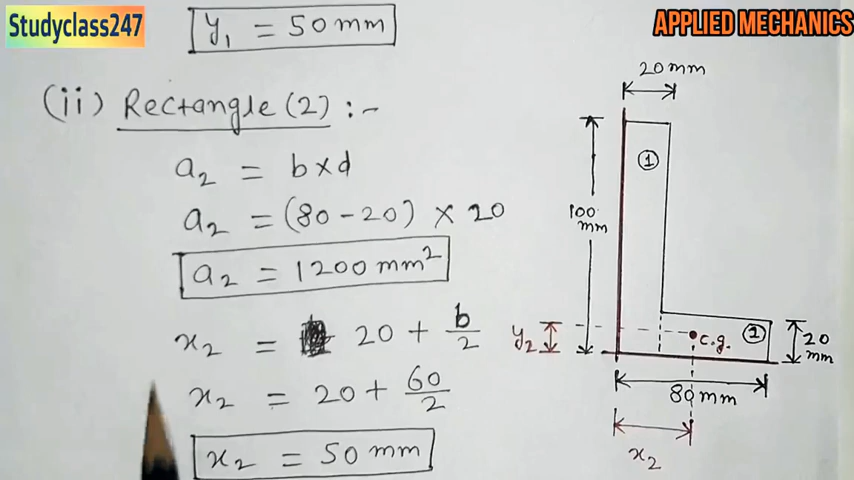 Studyclass247
APPLIED MECHANICS
y₁ = 50 mm
(ii) Rectangle (2) :-
a₂ = b×d
a₂ = (80 - 20) × 20
a₂ = 1200 mm²
x₂ = 20 + b/2
x₂ = 20 + 60/2
x₂ = 50 mm
20 mm
①
100 mm
y₂
c.g.
②
20 mm
80 mm
x₂